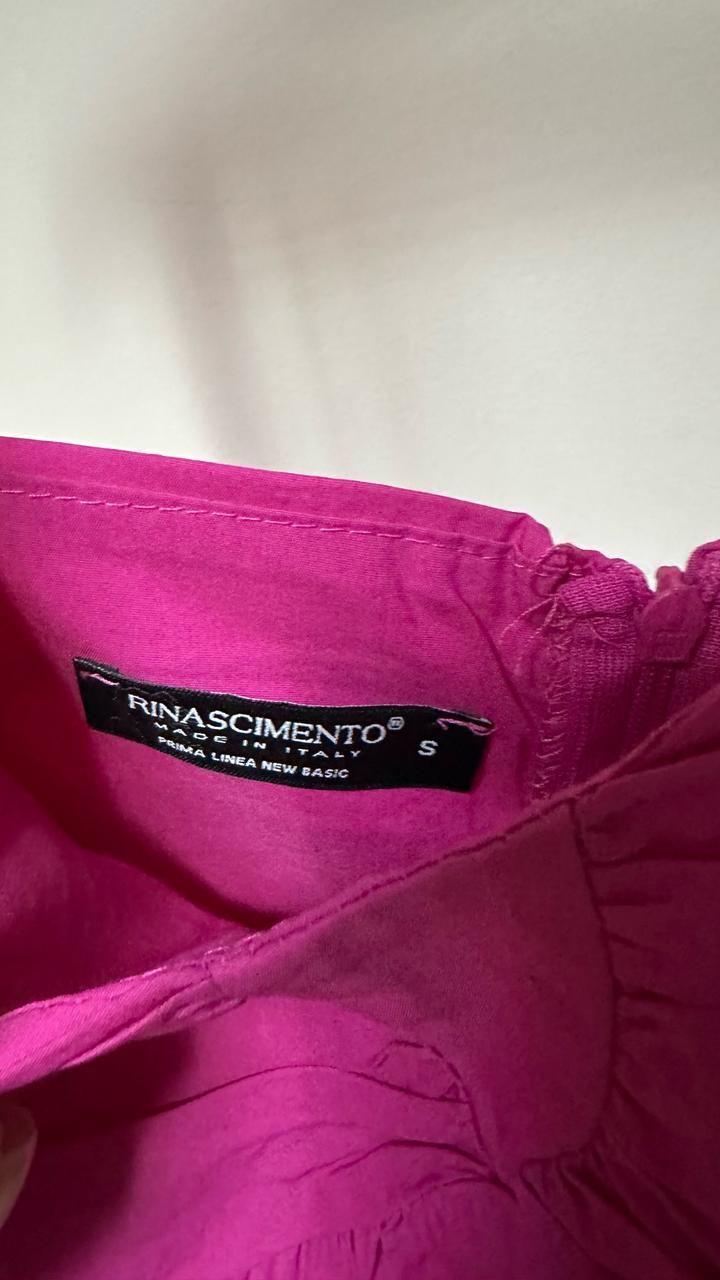 RINASCIMENTO®
MADE IN ITALY
PRIMA LINEA NEW BASIC
S